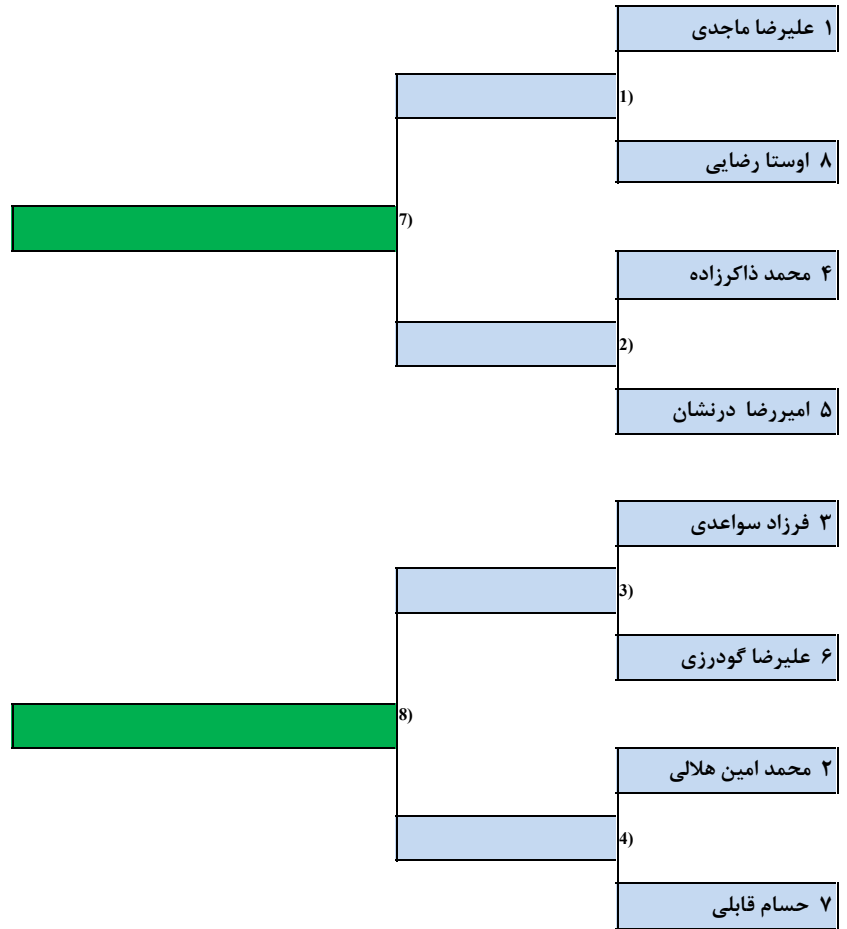 ۱ علیرضا ماجدی
1)
۸ اوستا رضایی
7)
۴ محمد ذاکرزاده
2)
۵ امیررضا درنشان
۳ فرزاد سواعدی
3)
۶ علیرضا گودرزی
8)
۲ محمد امین هلالی
4)
۷ حسام قابلی